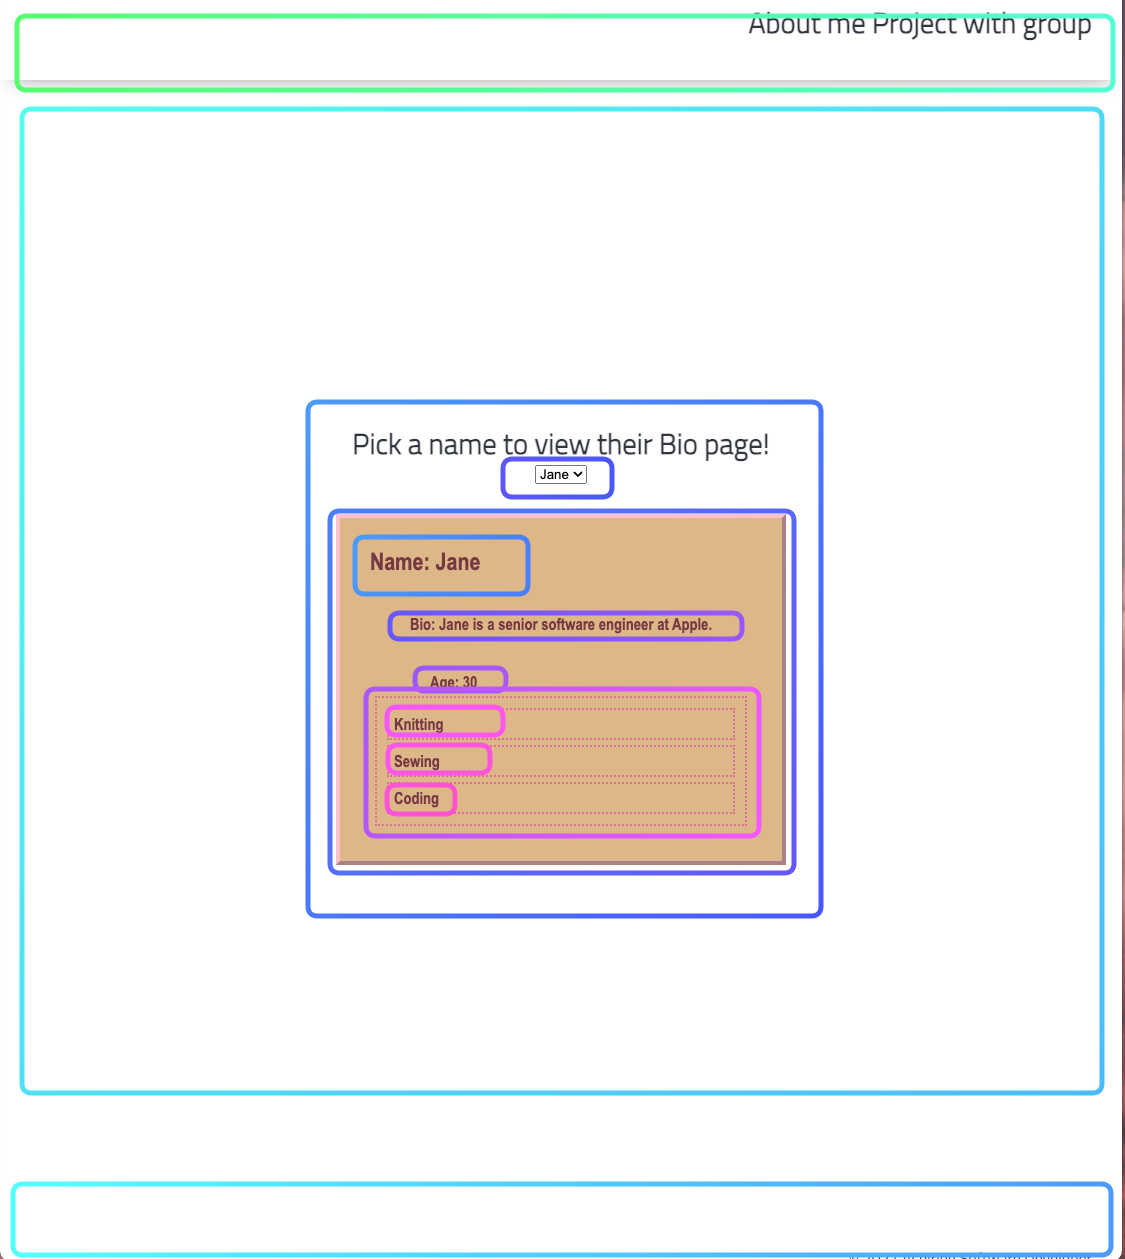 About me Project with group
Pick a name to view their Bio page!
Jane
Name: Jane
Bio: Jane is a senior software engineer at Apple.
Age: 30
Knitting
Sewing
Coding